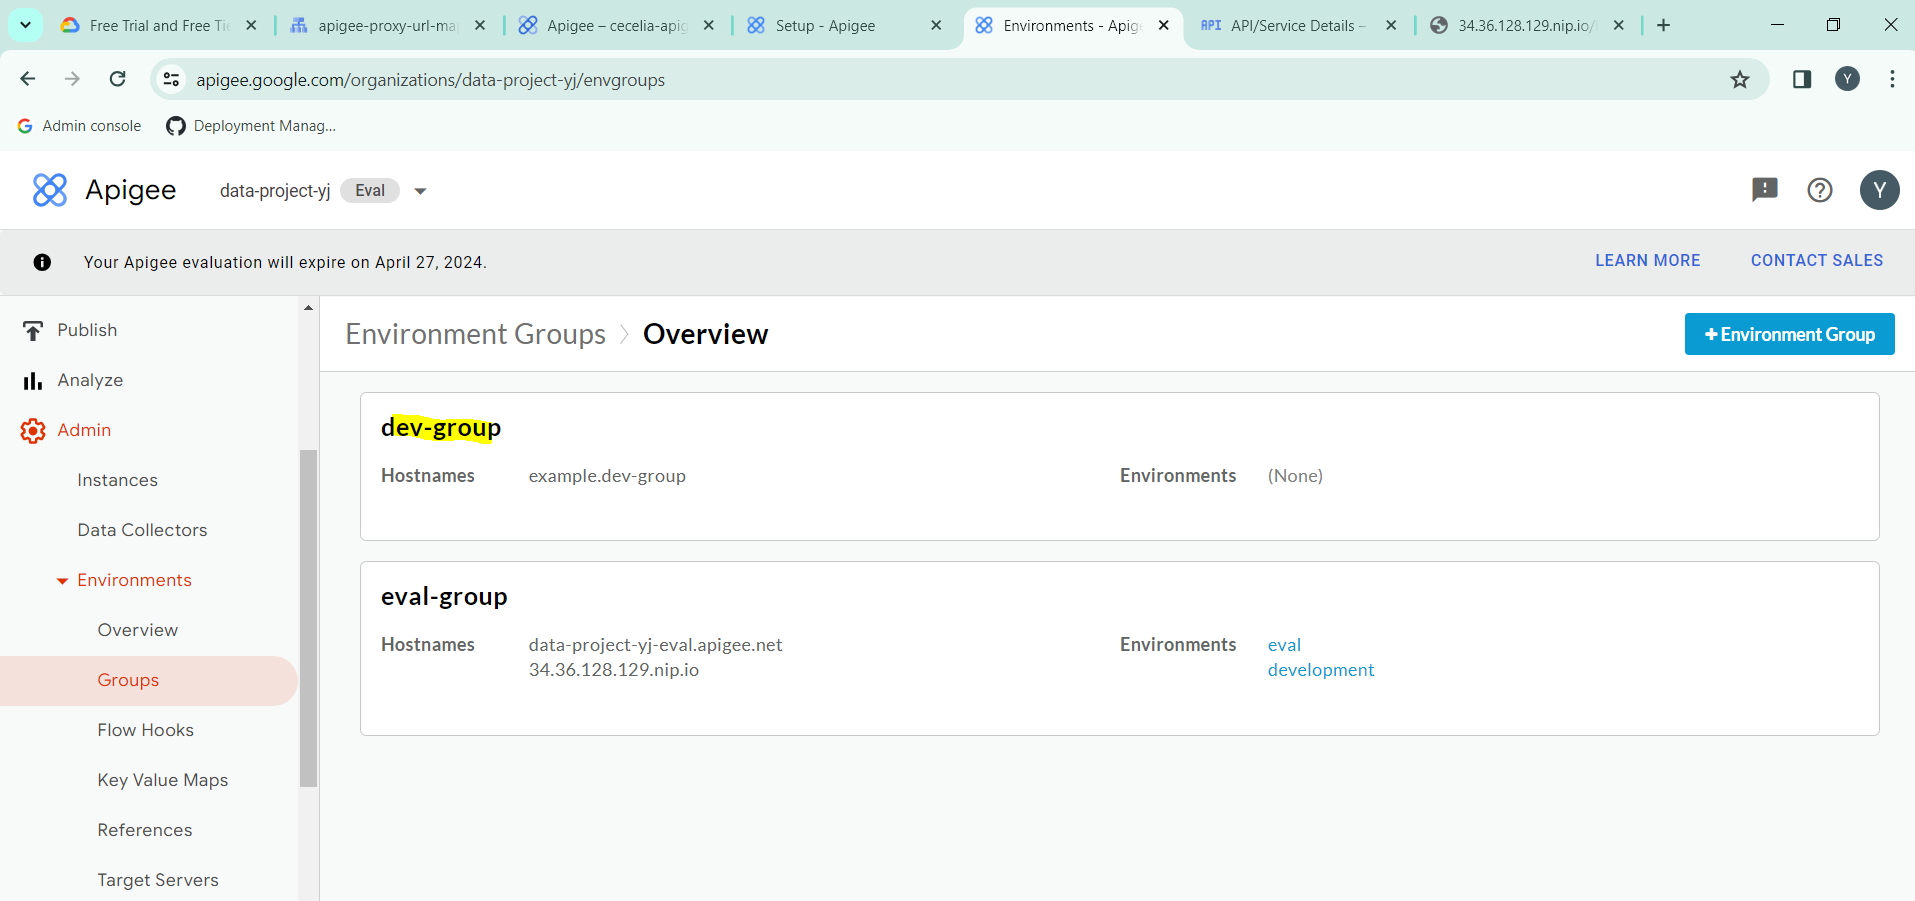 Free Trial and Free Tie
apigee-proxy-url-ma
Apigee – cecelia-apig
Setup - Apigee
Environments - Apig
API API/Service Details –
34.36.128.129.nip.io/
apigee.google.com/organizations/data-project-yj/envgroups
Y
Admin console
Deployment Manag...
Apigee
data-project-yj
Eval
Y
Your Apigee evaluation will expire on April 27, 2024.
LEARN MORE
CONTACT SALES
Publish
Analyze
Admin
Instances
Data Collectors
Environments
Overview
Groups
Flow Hooks
Key Value Maps
References
Target Servers
Environment Groups > Overview
+ Environment Group
dev-group
Hostnames
example.dev-group
Environments
(None)
eval-group
Hostnames
data-project-yj-eval.apigee.net
34.36.128.129.nip.io
Environments
eval
development